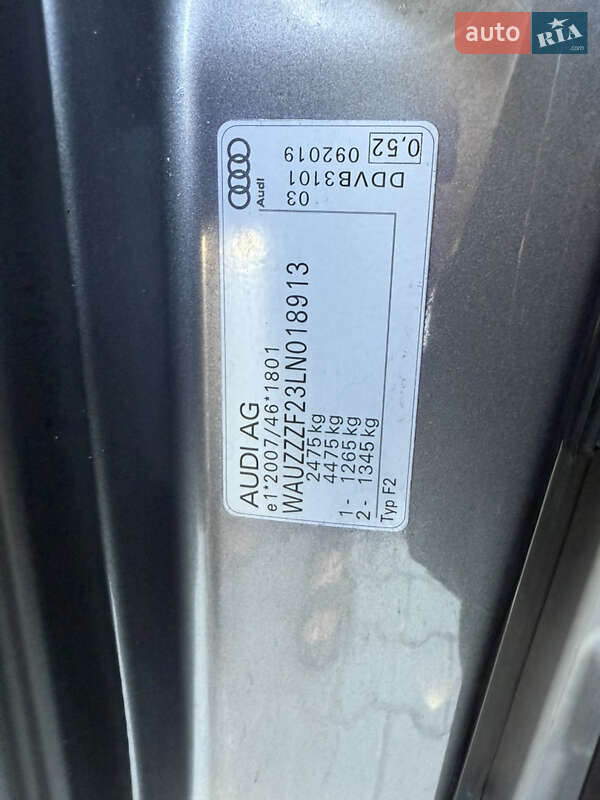 auto RIA
.com
AUDI AG
e1*2007/46*1801
WAUZZZF23LN018913
2475 kg
4475 kg
1 - 1265 kg
2 - 1345 kg
Typ F2
Audi
03
DDVB3101
092019
0,52